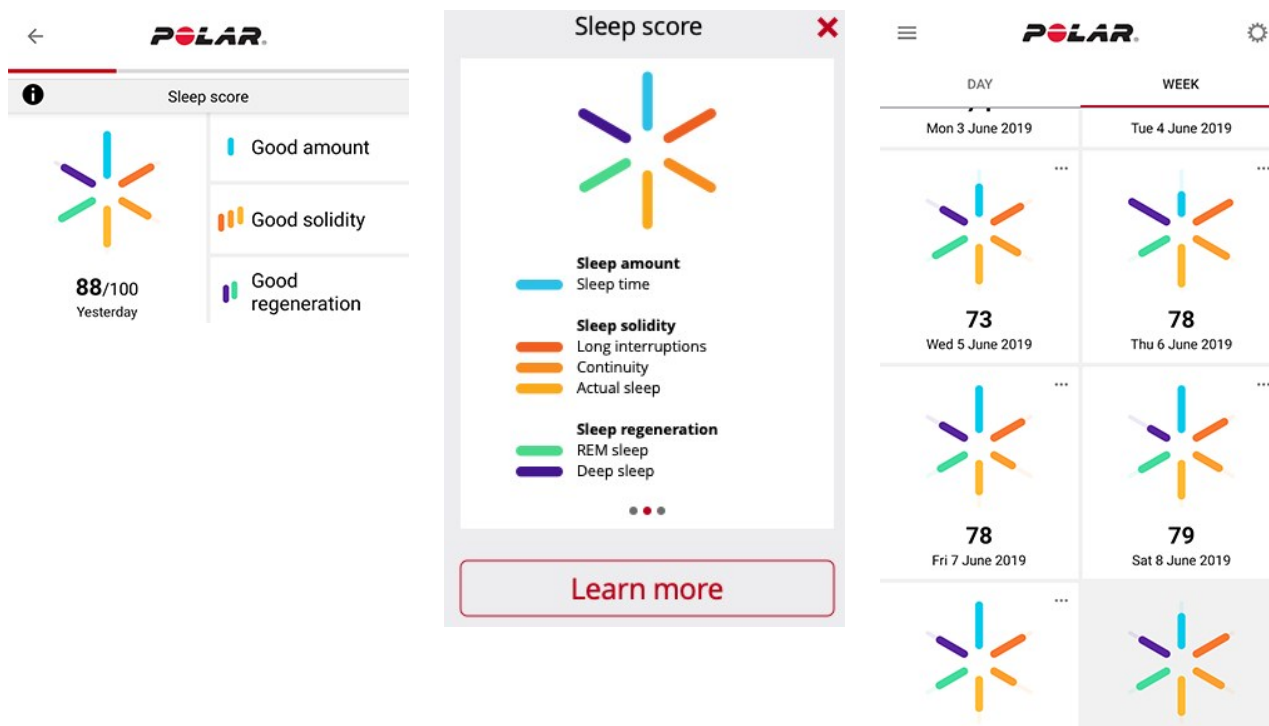 POLAR
Sleep score
Good amount
Good solidity
Good
regeneration
88/100
Yesterday
Sleep score
Sleep amount
Sleep time
Sleep solidity
Long interruptions
Continuity
Actual sleep
Sleep regeneration
REM sleep
Deep sleep
Learn more
POLAR
DAY WEEK
Mon 3 June 2019 Tue 4 June 2019
73 78
Wed 5 June 2019 Thu 6 June 2019
78 79
Fri 7 June 2019 Sat 8 June 2019